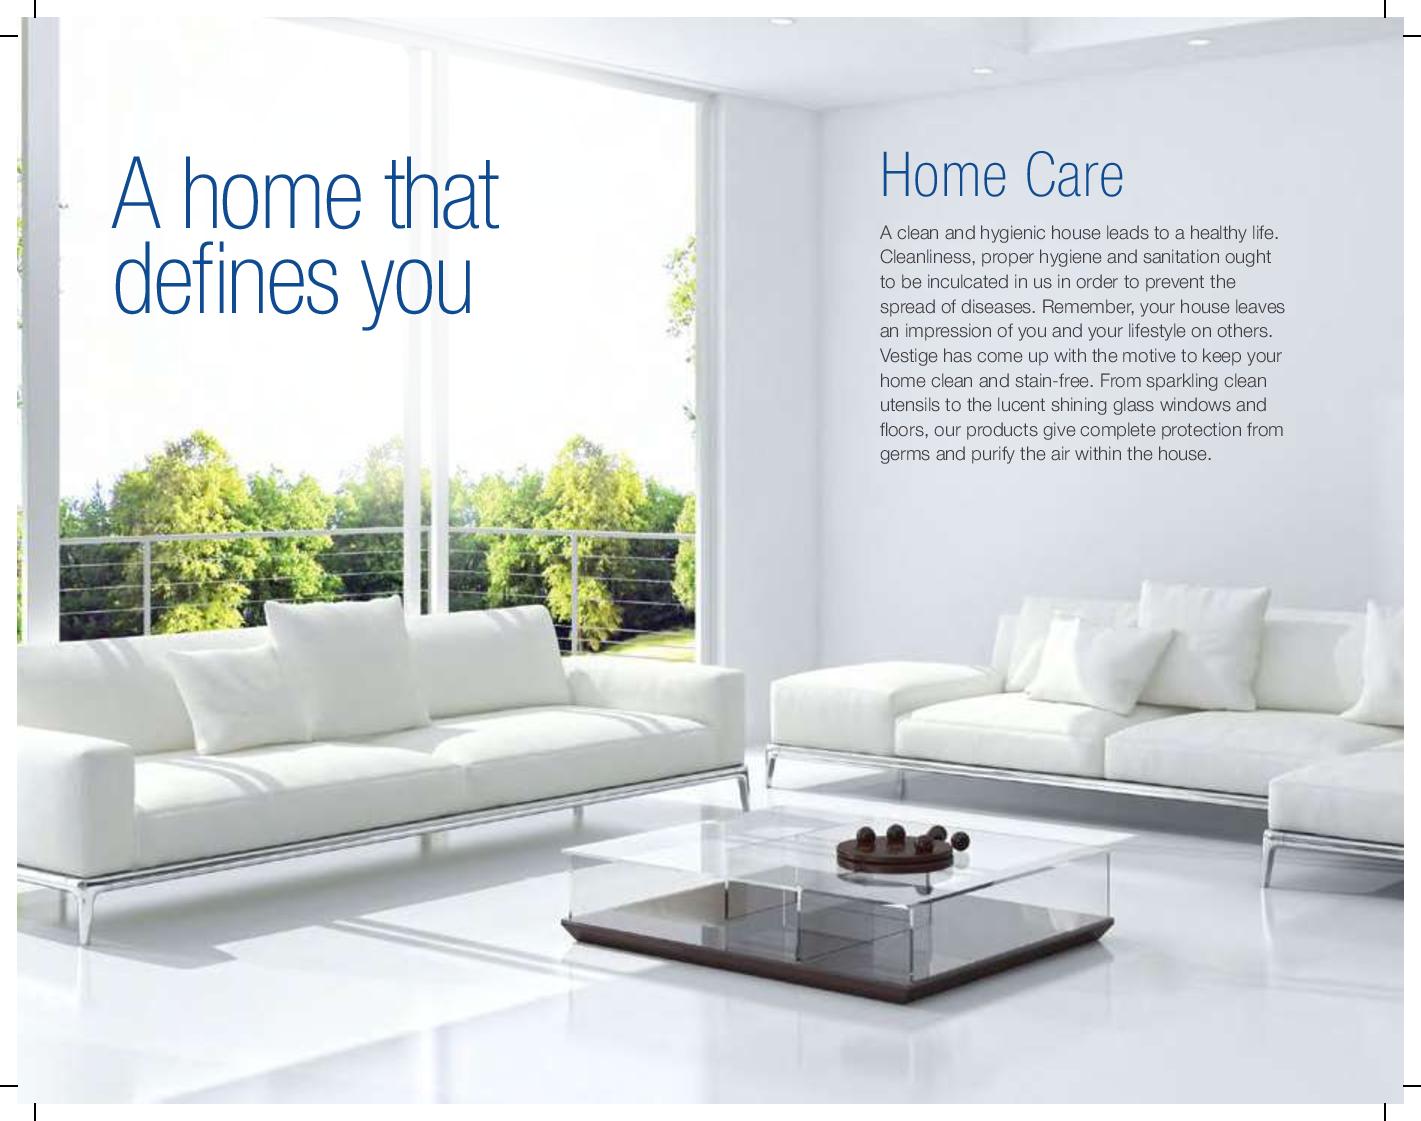 A home that
defines you
Home Care
A clean and hygienic house leads to a healthy life.
Cleanliness, proper hygiene and sanitation ought
to be inculcated in us in order to prevent the
spread of diseases. Remember, your house leaves
an impression of you and your lifestyle on others.
Vestige has come up with the motive to keep your
home clean and stain-free. From sparkling clean
utensils to the lucent shining glass windows and
floors, our products give complete protection from
germs and purify the air within the house.